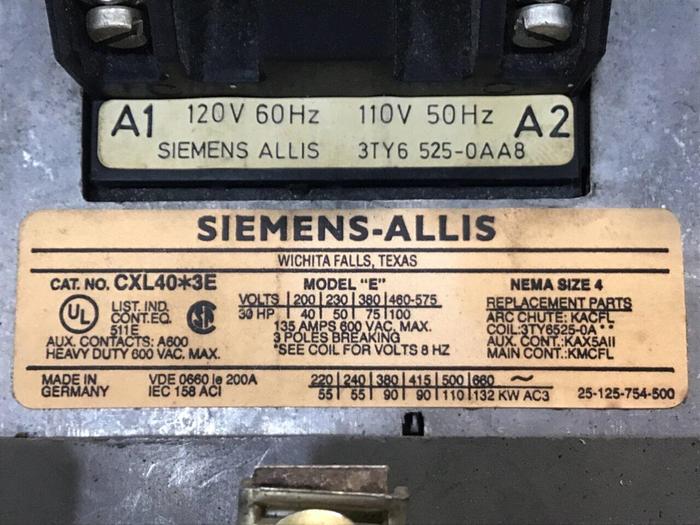 A1 120V 60Hz 110V 50Hz A2
SIEMENS ALLIS 3TY6 525-0AA8
SIEMENS-ALLIS
WICHITA FALLS, TEXAS
CAT. NO. CXL40*3E
UL LIST. IND. CONT. EQ. 511E SA
AUX. CONTACTS: A600
HEAVY DUTY 600 VAC. MAX.
MODEL "E"
VOLTS 200 230 380 460-575
3Ø HP 40 50 75 100
135 AMPS 600 VAC. MAX.
3 POLES BREAKING
*SEE COIL FOR VOLTS & HZ
NEMA SIZE 4
REPLACEMENT PARTS
ARC CHUTE: KACFL
COIL:3TY6525-0A**
AUX. CONT.:KAX5AII
MAIN CONT.:KMCFL
MADE IN GERMANY
VDE 0660 Ie 200A
IEC 158 ACI
220 240 380 415 500 660 ~
55 55 90 90 110 132 KW AC3
25-125-754-500